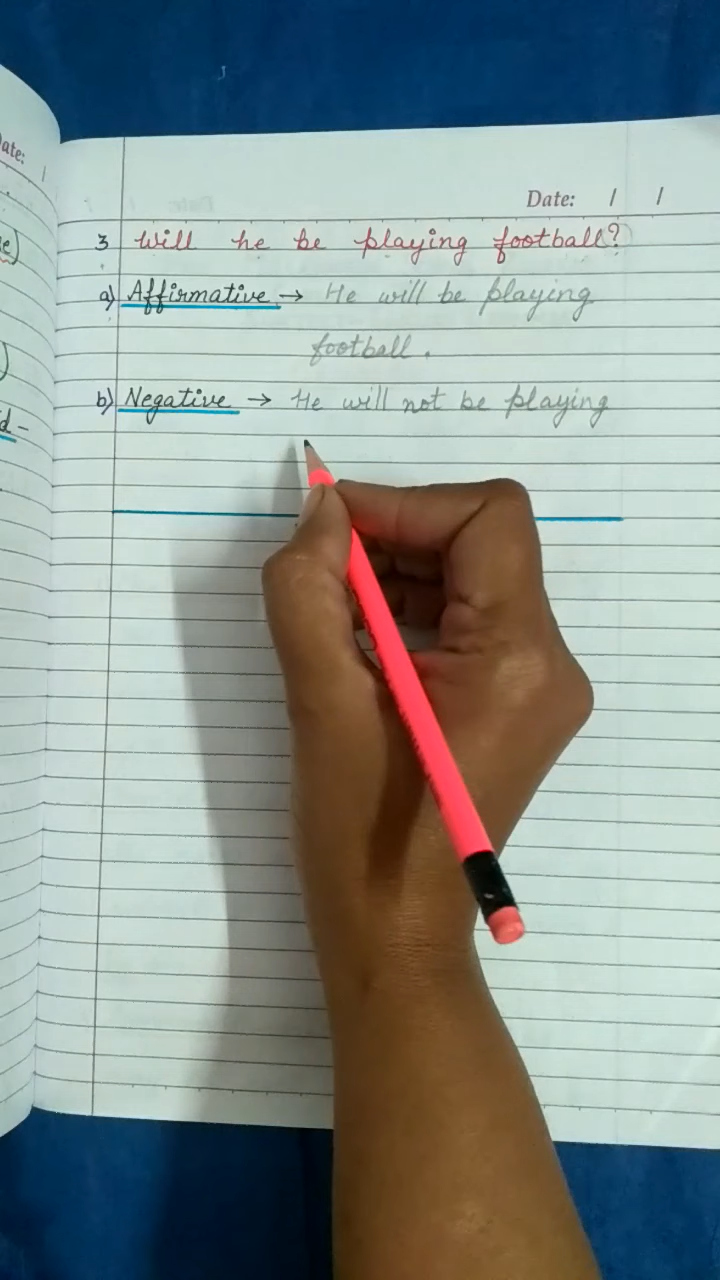 ate: /
Date: / /
3 Will he be playing football?
e)
a) Affirmative → He will be playing
football.
)
b) Negative → He will not be playing
d-